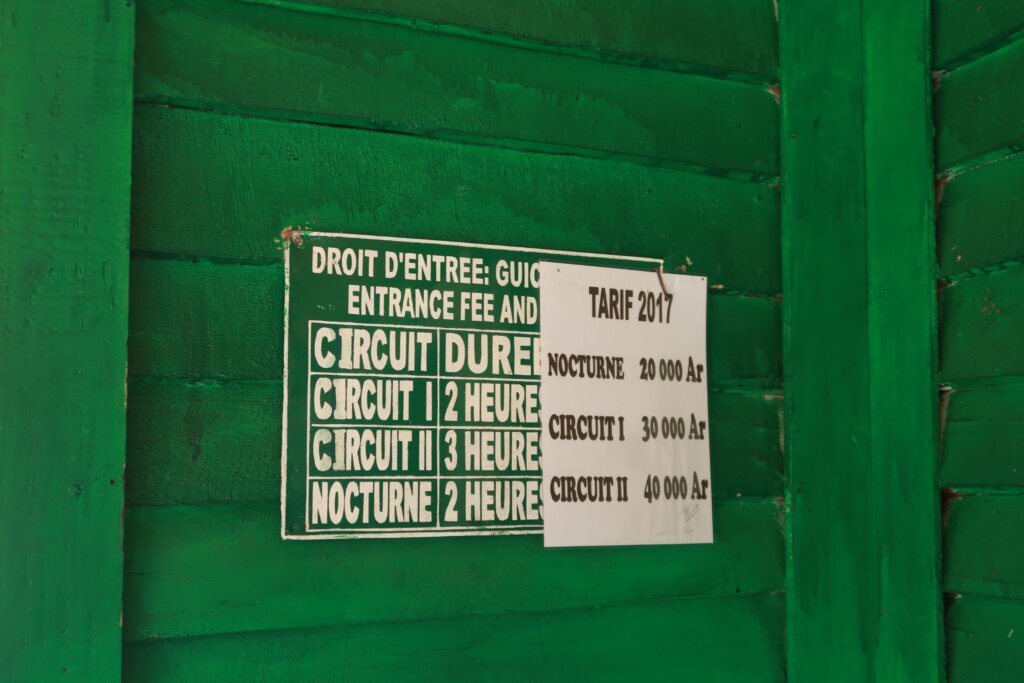 DROIT D'ENTREE: GUIC
ENTRANCE FEE AND
CIRCUIT DUREE
CIRCUIT I 2 HEURES
CIRCUIT II 3 HEURES
NOCTURNE 2 HEURES
TARIF 2017
NOCTURNE 20 000 Ar
CIRCUIT I 30 000 Ar
CIRCUIT II 40 000 Ar